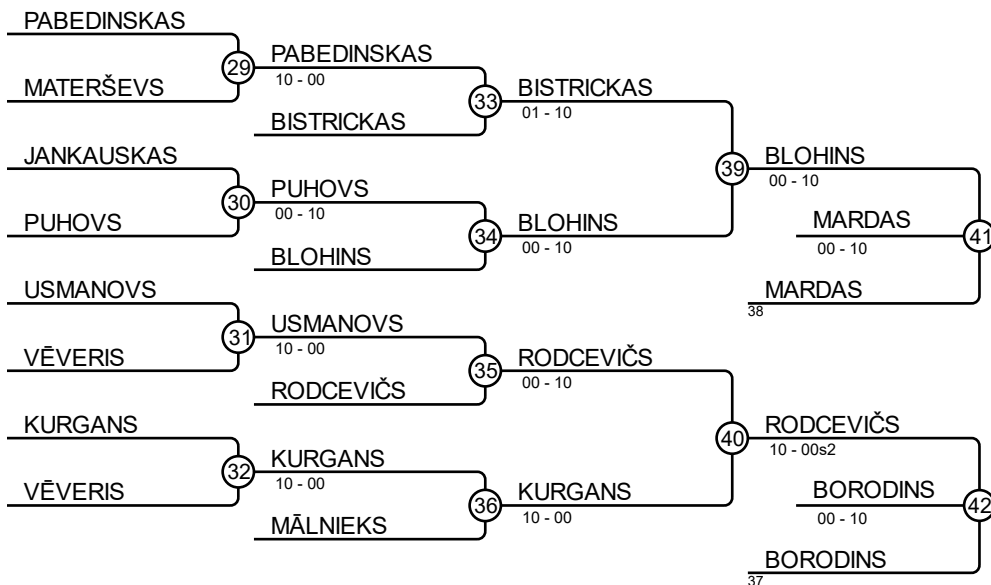 PABEDINSKAS
29
PABEDINSKAS
10 - 00
MATERŠEVS
33
BISTRICKAS
01 - 10
BISTRICKAS
JANKAUSKAS
39
BLOHINS
00 - 10
30
PUHOVS
00 - 10
MARDAS
00 - 10
41
PUHOVS
34
BLOHINS
00 - 10
BLOHINS
USMANOVS
MARDAS
38
31
USMANOVS
10 - 00
VĒVERIS
35
RODCEVIČS
00 - 10
RODCEVIČS
KURGANS
40
RODCEVIČS
10 - 00s2
32
KURGANS
10 - 00
BORODINS
00 - 10
42
VĒVERIS
36
KURGANS
10 - 00
MĀLNIEKS
BORODINS
37